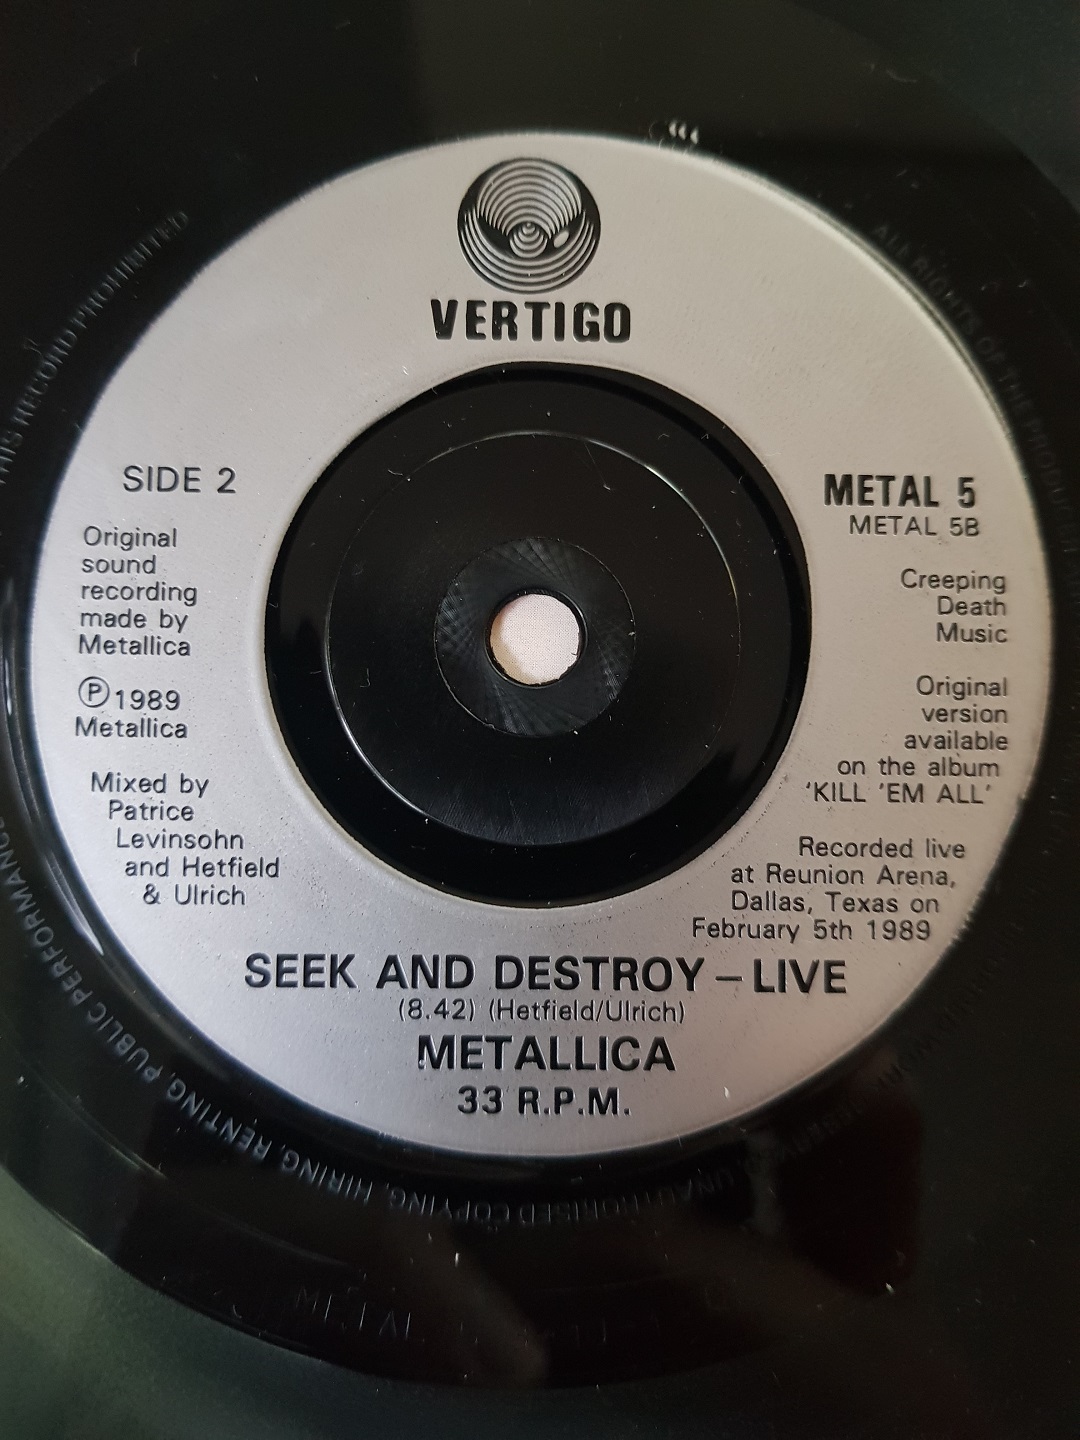 VERTIGO
SIDE 2
Original
sound
recording
made by
Metallica
Ⓟ1989
Metallica
Mixed by
Patrice
Levinsohn
and Hetfield
& Ulrich
METAL 5
METAL 5B
Creeping
Death
Music
Original
version
available
on the album
'KILL 'EM ALL'
Recorded live
at Reunion Arena,
Dallas, Texas on
February 5th 1989
SEEK AND DESTROY – LIVE
(8.42) (Hetfield/Ulrich)
METALLICA
33 R.P.M.
ALL RIGHTS OF THE PRODUCER
UNAUTHORISED COPYING, HIRING, RENTING, PUBLIC PERFORMANCE
THIS RECORD PROHIBITED